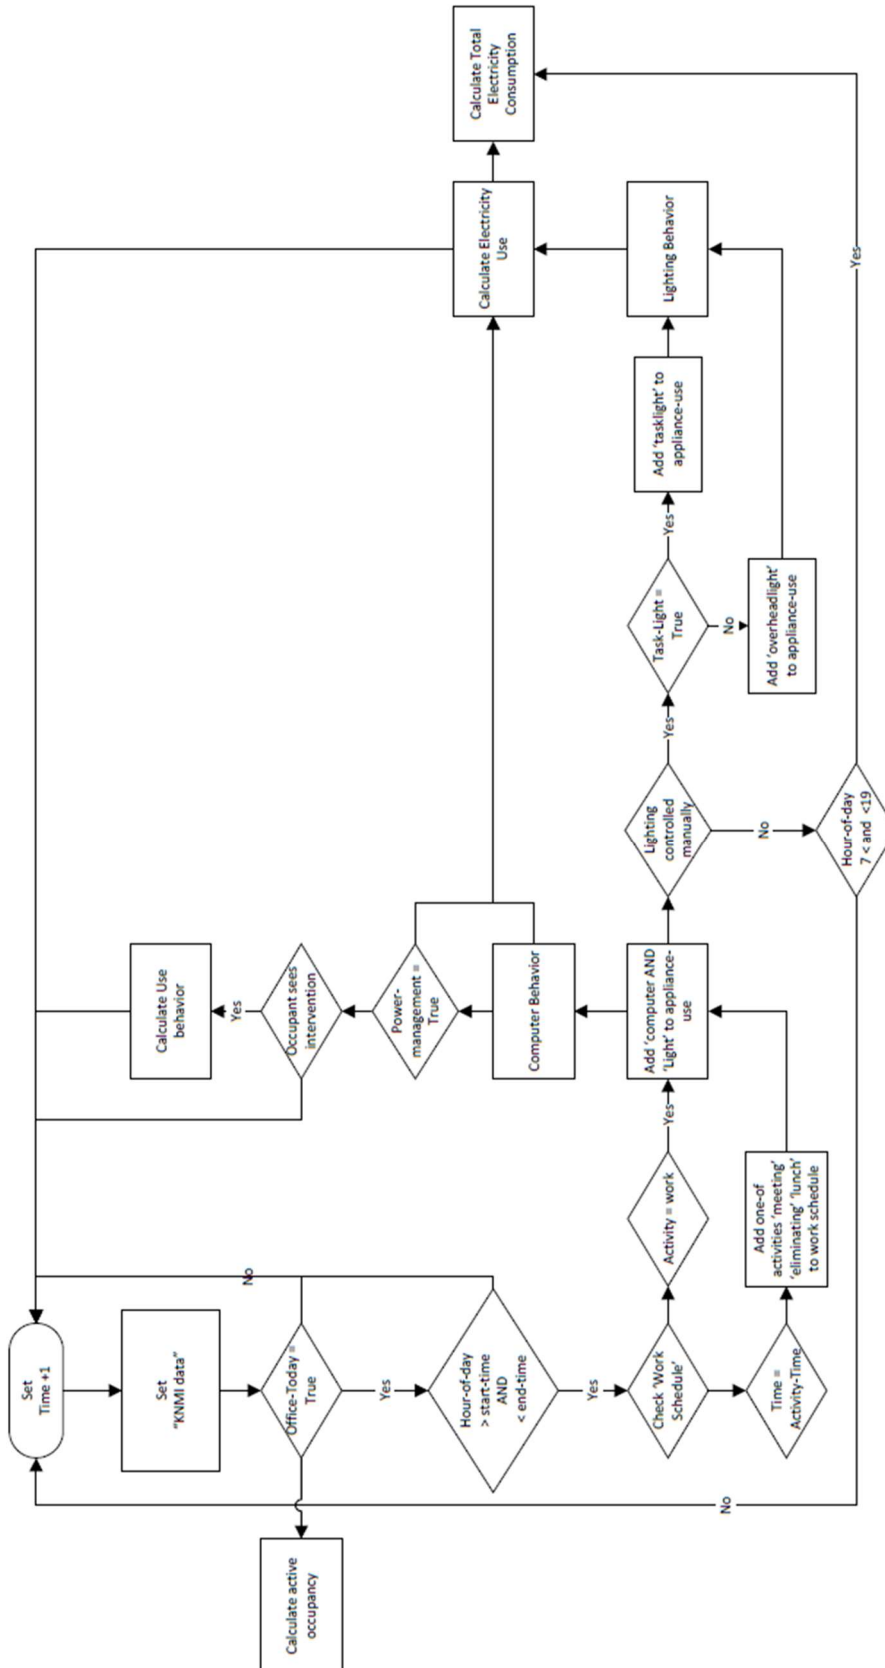 Set
Time +1
Set
"KNMI data"
Office-Today =
True
Calculate active
occupancy
Yes
No
Hour-of-day
> start-time
AND
< end-time
Yes
Check 'Work
Schedule'
Time =
Activity-Time
Activity = work
Yes
Add one-of
activities 'meeting'
'eliminating' 'lunch'
to work schedule
Add 'computer AND
'Light' to appliance-
use
Computer Behavior
Power-
management =
True
Occupant sees
intervention
Yes
Calculate Use
behavior
Lighting
controlled
manually
Yes
No
Hour-of-day
7 < and <19
No
Yes
Task-Light =
True
Yes
No
Add 'tasklight' to
appliance-use
Add 'overheadlight'
to appliance-use
Lighting Behavior
Calculate Electricity
Use
Calculate Total
Electricity
Consumption